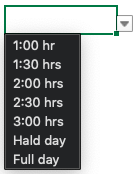 1:00 hr
1:30 hrs
2:00 hrs
2:30 hrs
3:00 hrs
Hald day
Full day